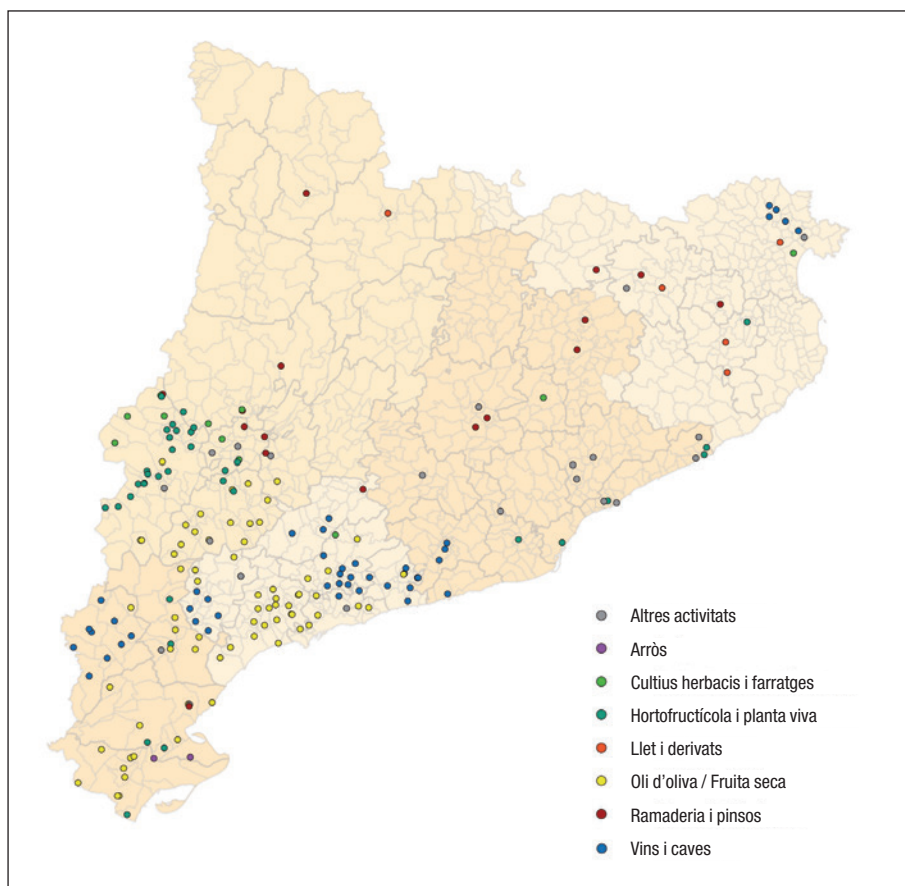 Altres activitats
Arròs
Cultius herbacis i farratges
Hortofructícola i planta viva
Llet i derivats
Oli d'oliva / Fruita seca
Ramaderia i pinsos
Vins i caves